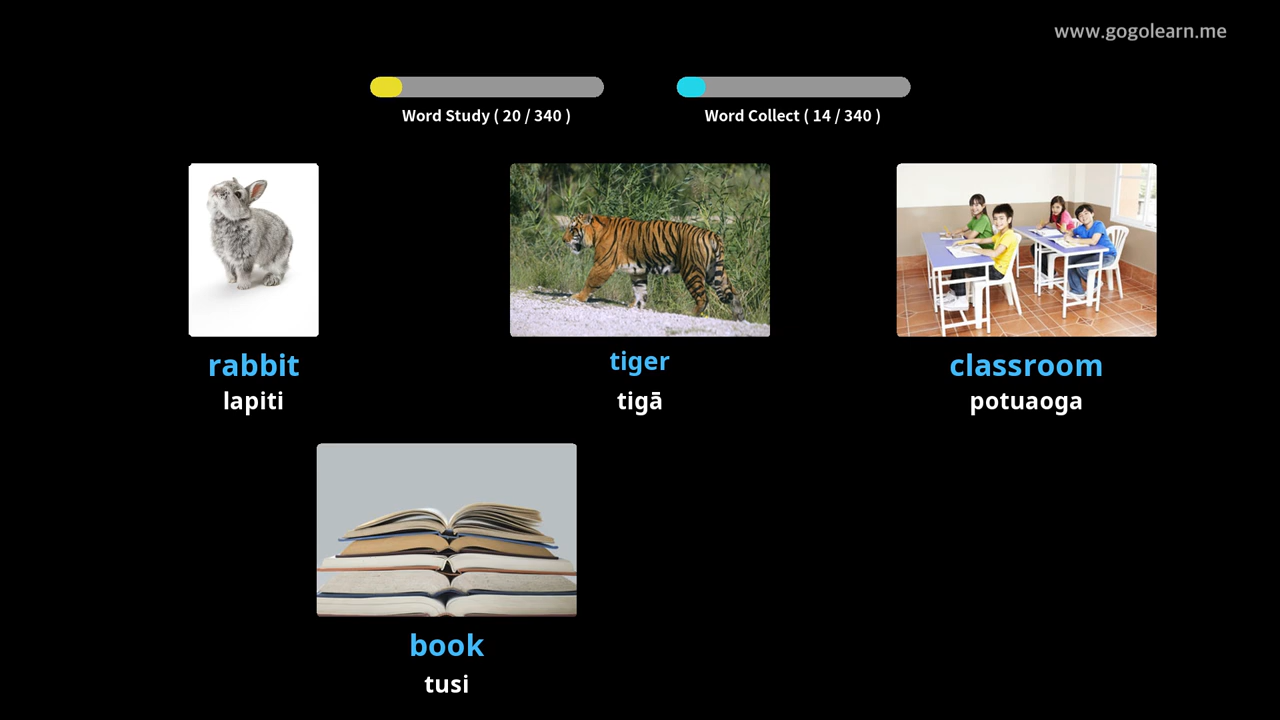 www.gogolearn.me
Word Study ( 20 / 340 )
Word Collect ( 14 / 340 )
rabbit
lapiti
tiger
tigā
classroom
potuaoga
book
tusi